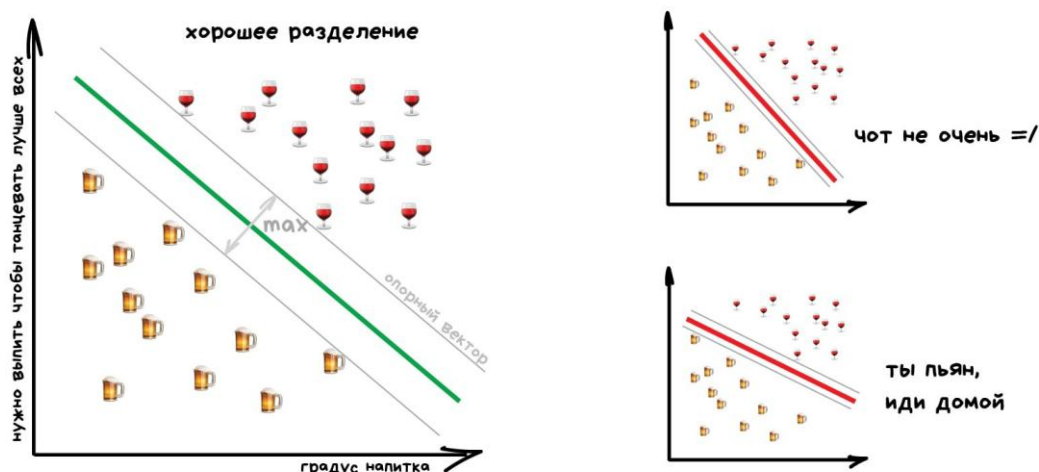 хорошее разделение
нужно выпить чтобы танцевать лучше всех
max
опорный вектор
градус напитка
чот не очень =/
ты пьян,
иди домой